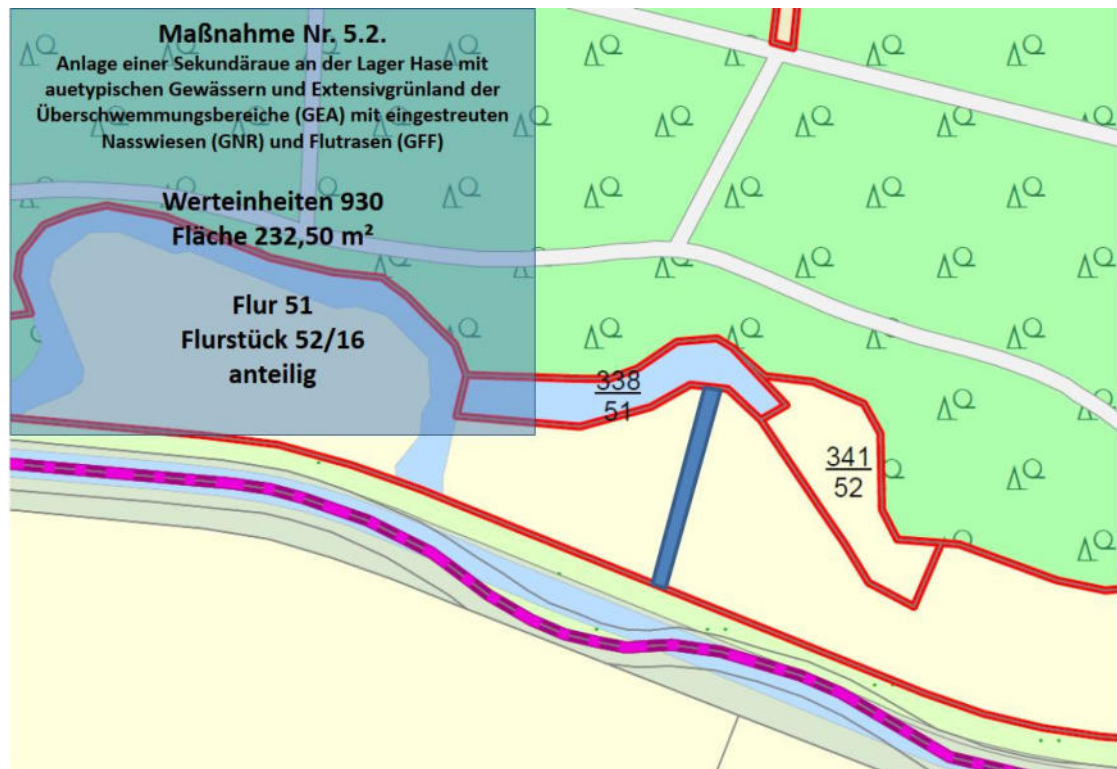 Maßnahme Nr. 5.2.
Anlage einer Sekundäraue an der Lager Hase mit
auetypischen Gewässern und Extensivgrünland der
Überschwemmungsbereiche (GEA) mit eingestreuten
Nasswiesen (GNR) und Flutrasen (GFF)
Werteinheiten 930
Fläche 232,50 m²
Flur 51
Flurstück 52/16
anteilig
338
51
341
52